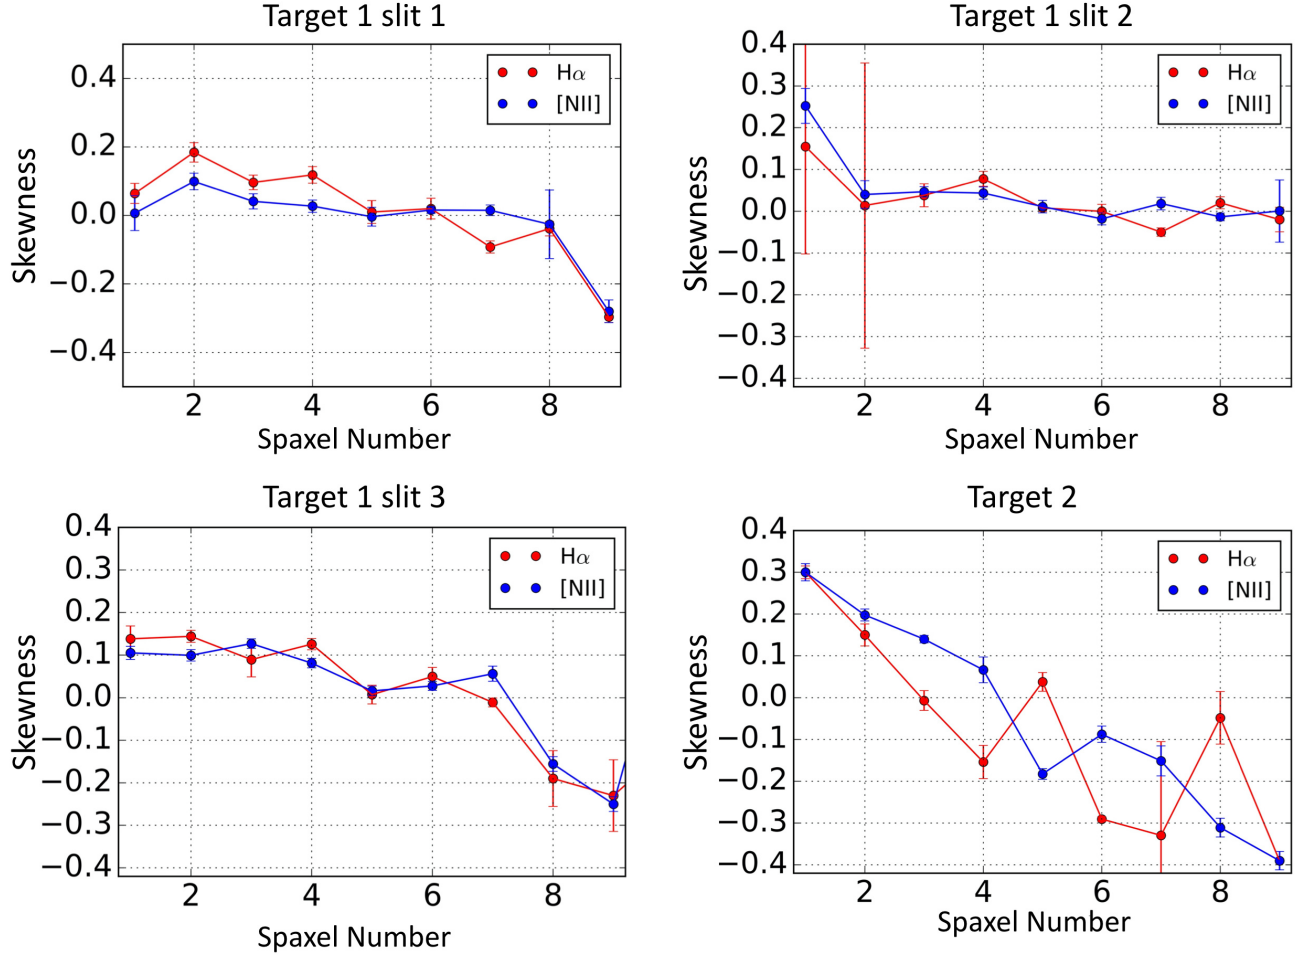 Target 1 slit 1
Hα
[NII]
0.4
0.2
0.0
−0.2
−0.4
Skewness
2 4 6 8
Spaxel Number
Target 1 slit 2
Hα
[NII]
0.4
0.3
0.2
0.1
0.0
−0.1
−0.2
−0.3
−0.4
Skewness
2 4 6 8
Spaxel Number
Target 1 slit 3
Hα
[NII]
0.4
0.3
0.2
0.1
0.0
−0.1
−0.2
−0.3
−0.4
Skewness
2 4 6 8
Spaxel Number
Target 2
Hα
[NII]
0.4
0.3
0.2
0.1
0.0
−0.1
−0.2
−0.3
−0.4
Skewness
2 4 6 8
Spaxel Number